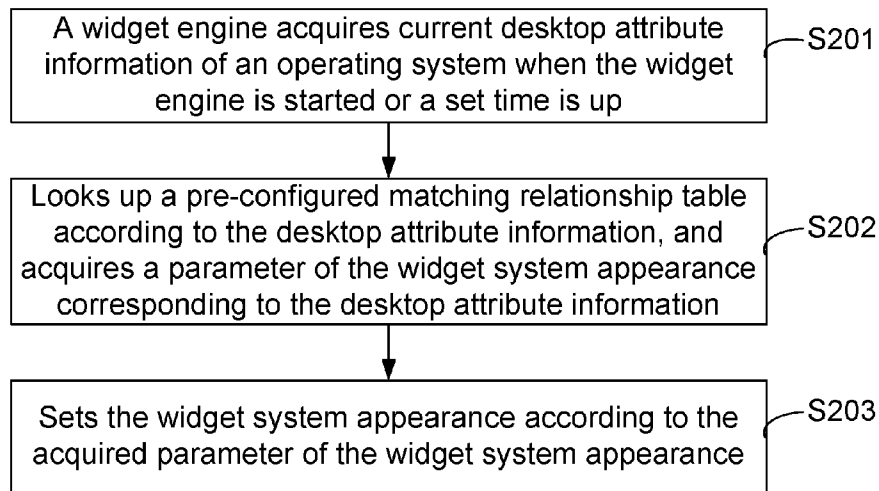 A widget engine acquires current desktop attribute
information of an operating system when the widget
engine is started or a set time is up
S201
Looks up a pre-configured matching relationship table
according to the desktop attribute information, and
acquires a parameter of the widget system appearance
corresponding to the desktop attribute information
S202
Sets the widget system appearance according to the
acquired parameter of the widget system appearance
S203